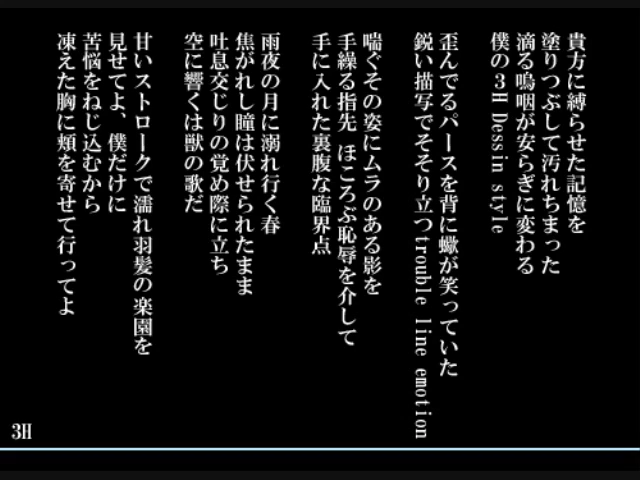 貴方に縛らせた記憶を
塗りつぶして汚れちまった
滴る嗚咽が安らぎに変わる
僕の3H Dessin style
歪んでるパースを背に蠍が笑っていた
鋭い描写でそそり立つtrouble line emotion
喘ぐその姿にムラのある影を
手繰る指先 ほころぶ恥辱を介して
手に入れた裏腹な臨界点
雨夜の月に溺れ行く春
焦がれし瞳は伏せられたまま
吐息交じりの覚め際に立ち
空に響くは獣の歌だ
甘いストロークで濡れ羽髪の楽園を
見せてよ、僕だけに
苦悩をねじ込むから
凍えた胸に頬を寄せて行ってよ
3H